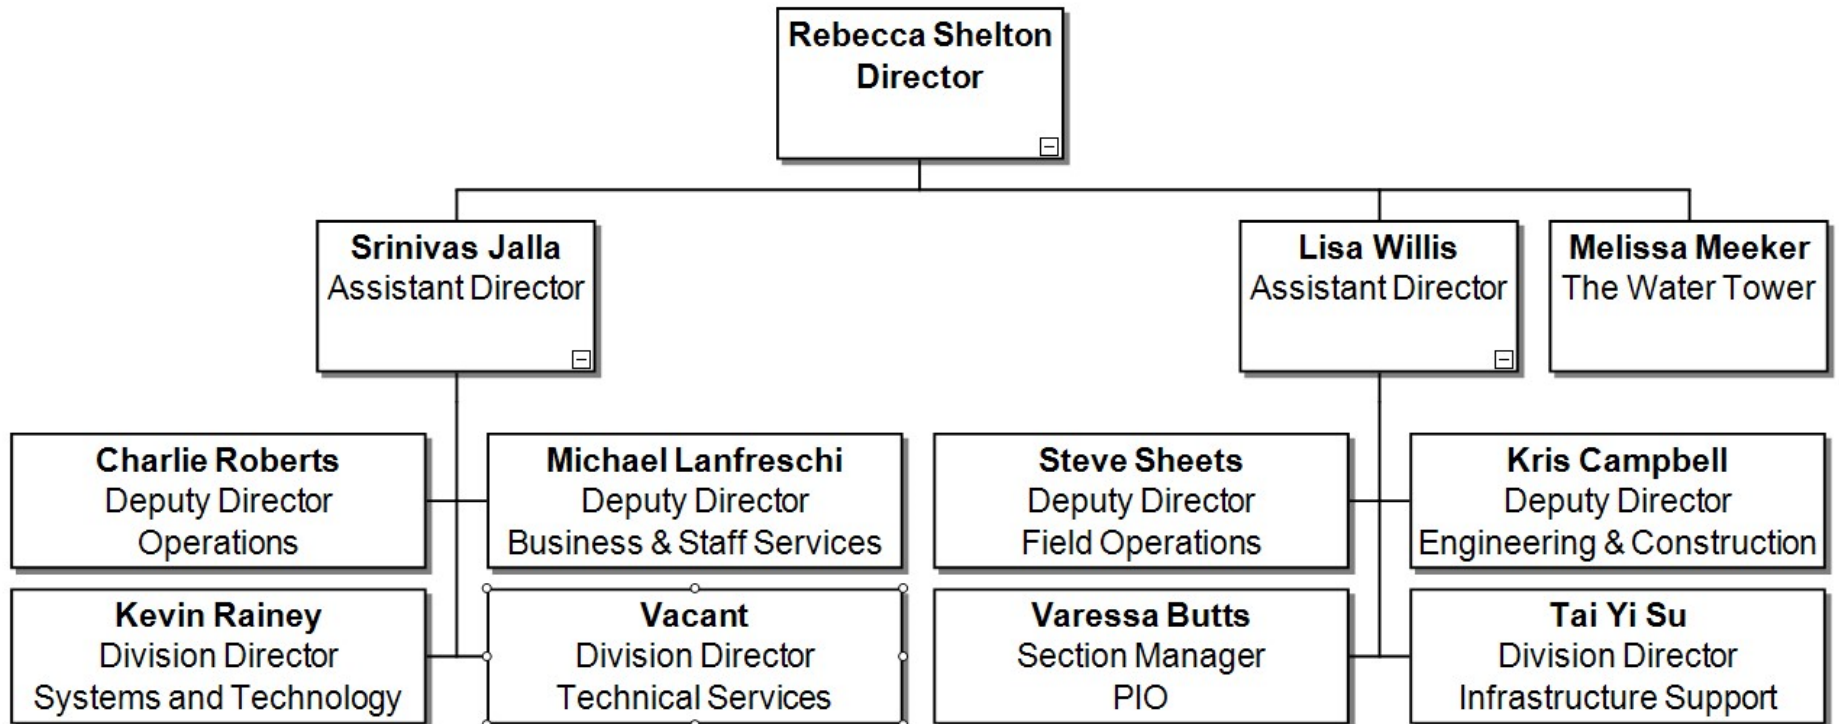 Rebecca Shelton
Director
Srinivas Jalla
Assistant Director
Lisa Willis
Assistant Director
Melissa Meeker
The Water Tower
Charlie Roberts
Deputy Director
Operations
Michael Lanfreschi
Deputy Director
Business & Staff Services
Steve Sheets
Deputy Director
Field Operations
Kris Campbell
Deputy Director
Engineering & Construction
Kevin Rainey
Division Director
Systems and Technology
Vacant
Division Director
Technical Services
Varessa Butts
Section Manager
PIO
Tai Yi Su
Division Director
Infrastructure Support